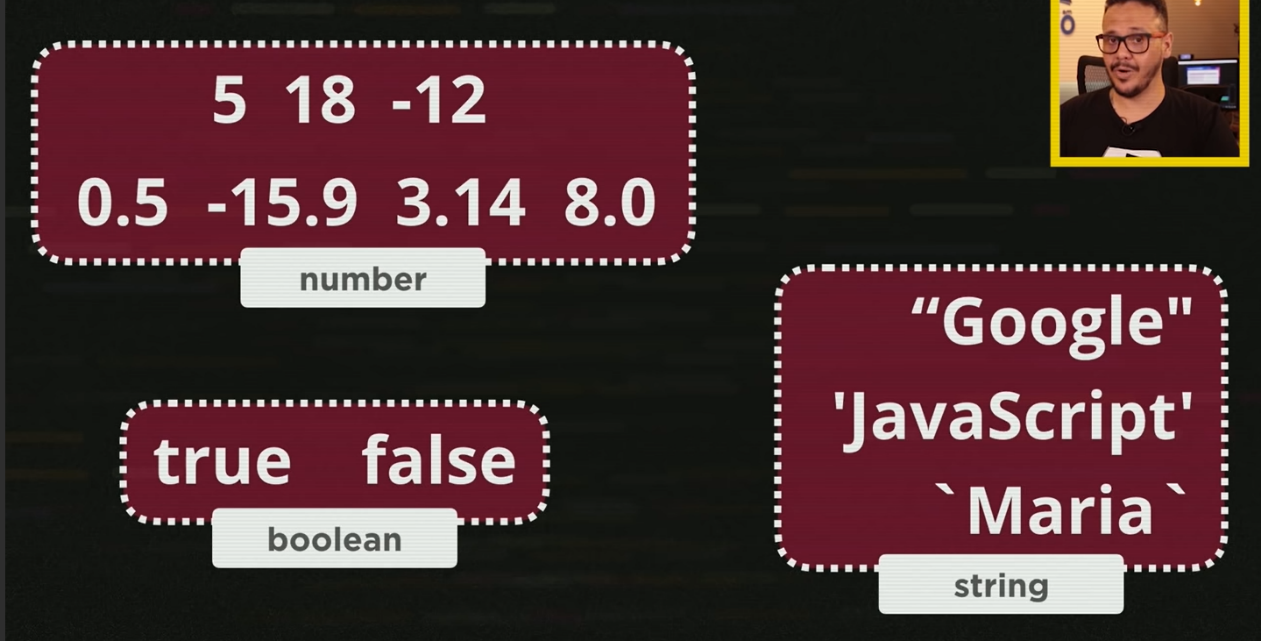 5 18 -12
0.5 -15.9 3.14 8.0
number
true false
boolean
“Google"
'JavaScript'
`Maria`
string